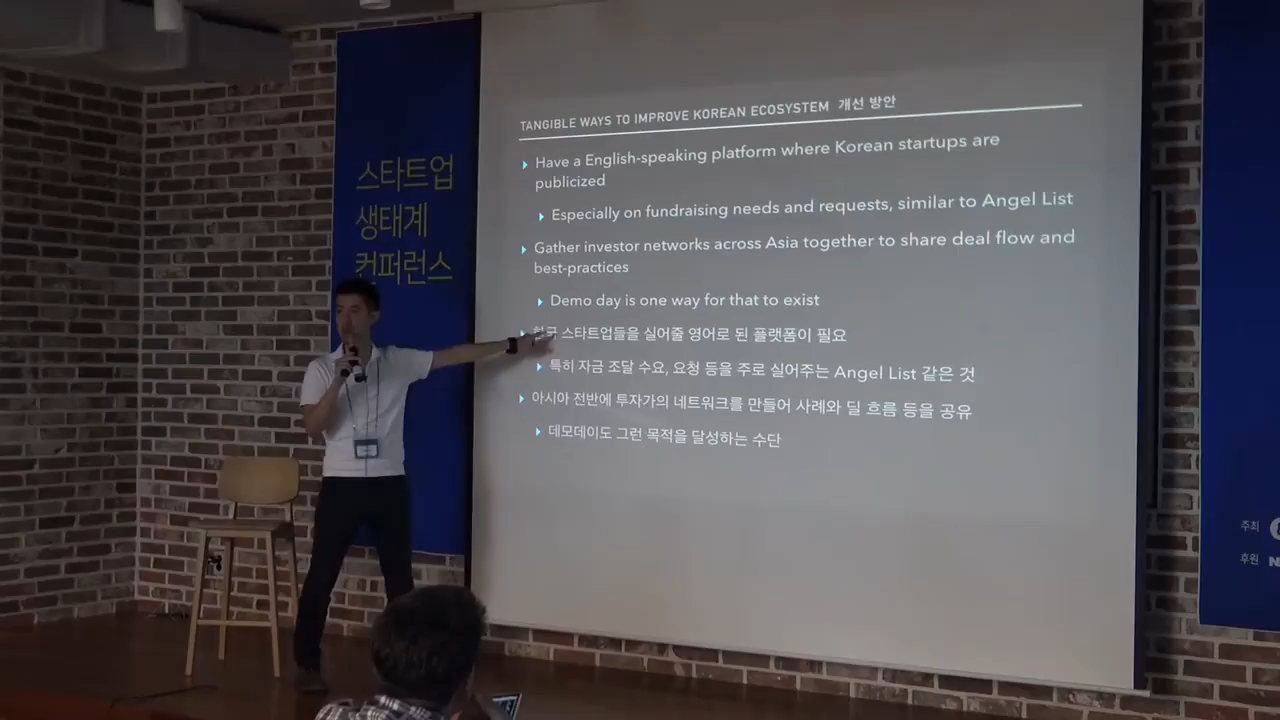 스타트업
생태계
컨퍼런스
TANGIBLE WAYS TO IMPROVE KOREAN ECOSYSTEM 개선 방안
Have a English-speaking platform where Korean startups are
publicized
Especially on fundraising needs and requests, similar to Angel List
Gather investor networks across Asia together to share deal flow and
best-practices
Demo day is one way for that to exist
스타트업들을 실어줄 영어로 된 플랫폼이 필요
특히 자금 조달 수요, 요청 등을 주로 실어주는 Angel List 같은 것
아시아 전반에 투자가의 네트워크를 만들어 사례와 딜 흐름 등을 공유
데모데이도 그런 목적을 달성하는 수단
주최
후원 N